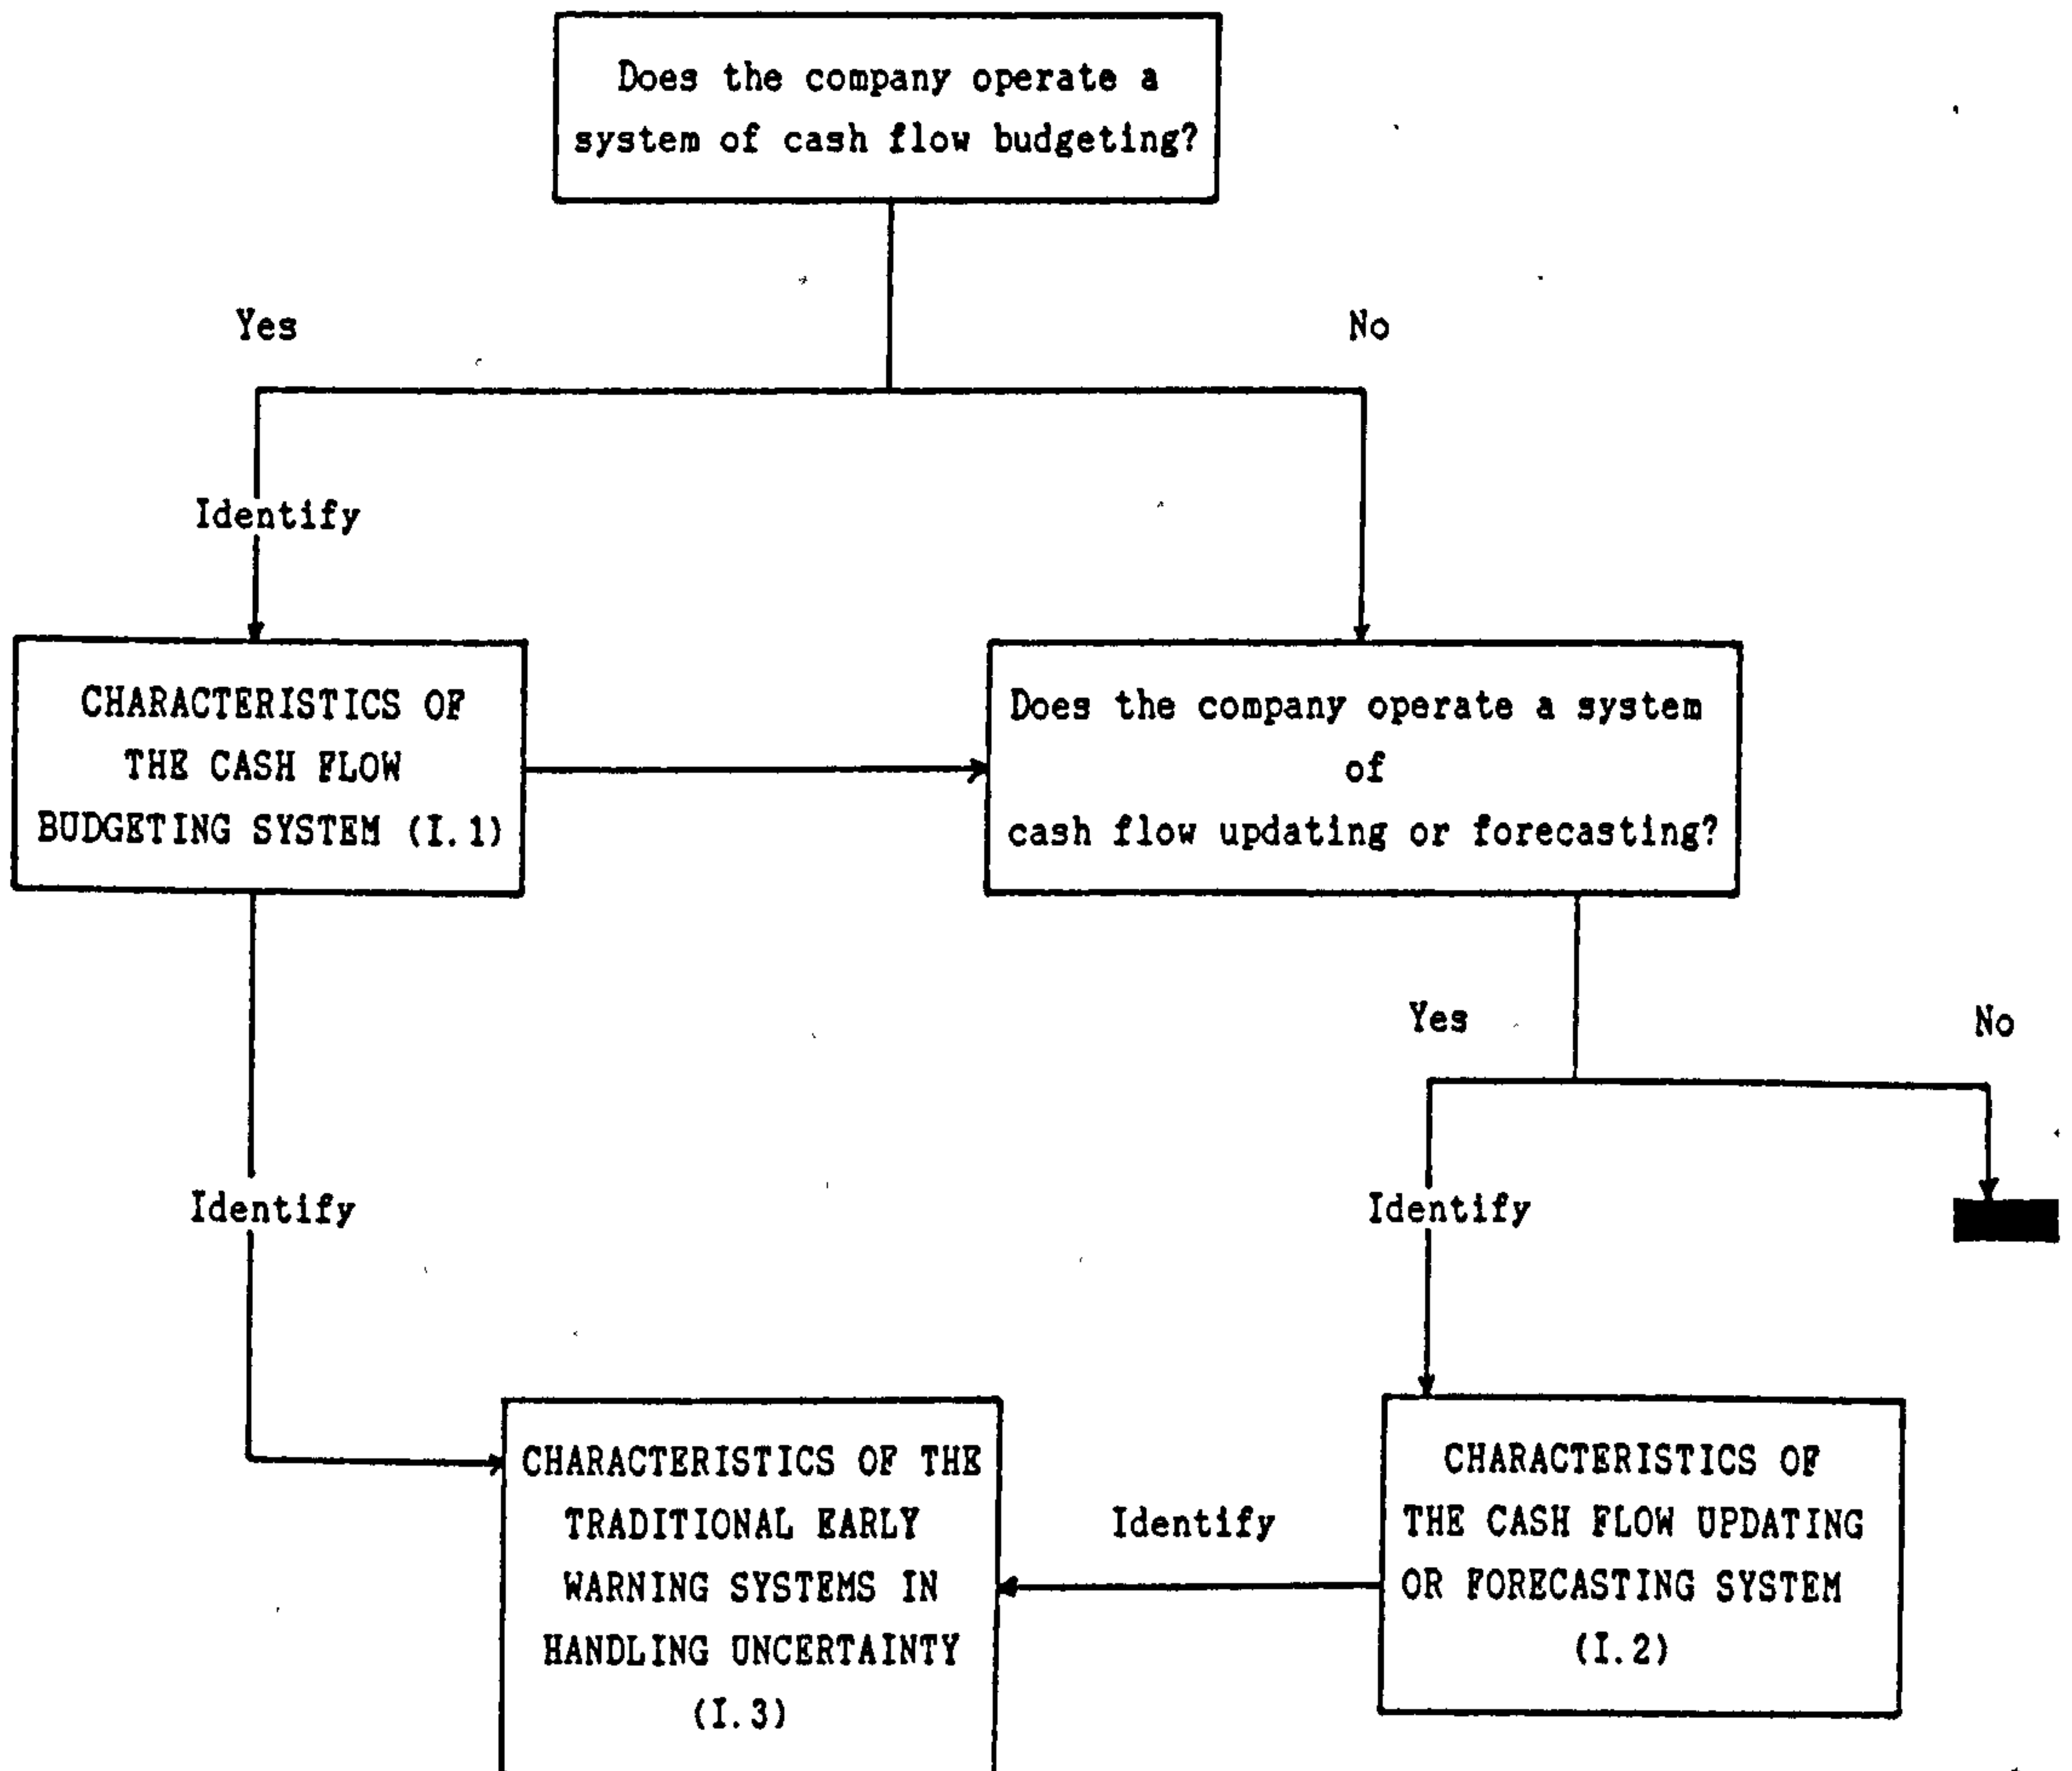 Does the company operate a
system of cash flow budgeting?
Yes
No
Identify
CHARACTERISTICS OF
THE CASH FLOW
BUDGETING SYSTEM (I.1)
Does the company operate a system
of
cash flow updating or forecasting?
Yes
No
Identify
Identify
CHARACTERISTICS OF THE
TRADITIONAL EARLY
WARNING SYSTEMS IN
HANDLING UNCERTAINTY
(I.3)
Identify
CHARACTERISTICS OF
THE CASH FLOW UPDATING
OR FORECASTING SYSTEM
(I.2)